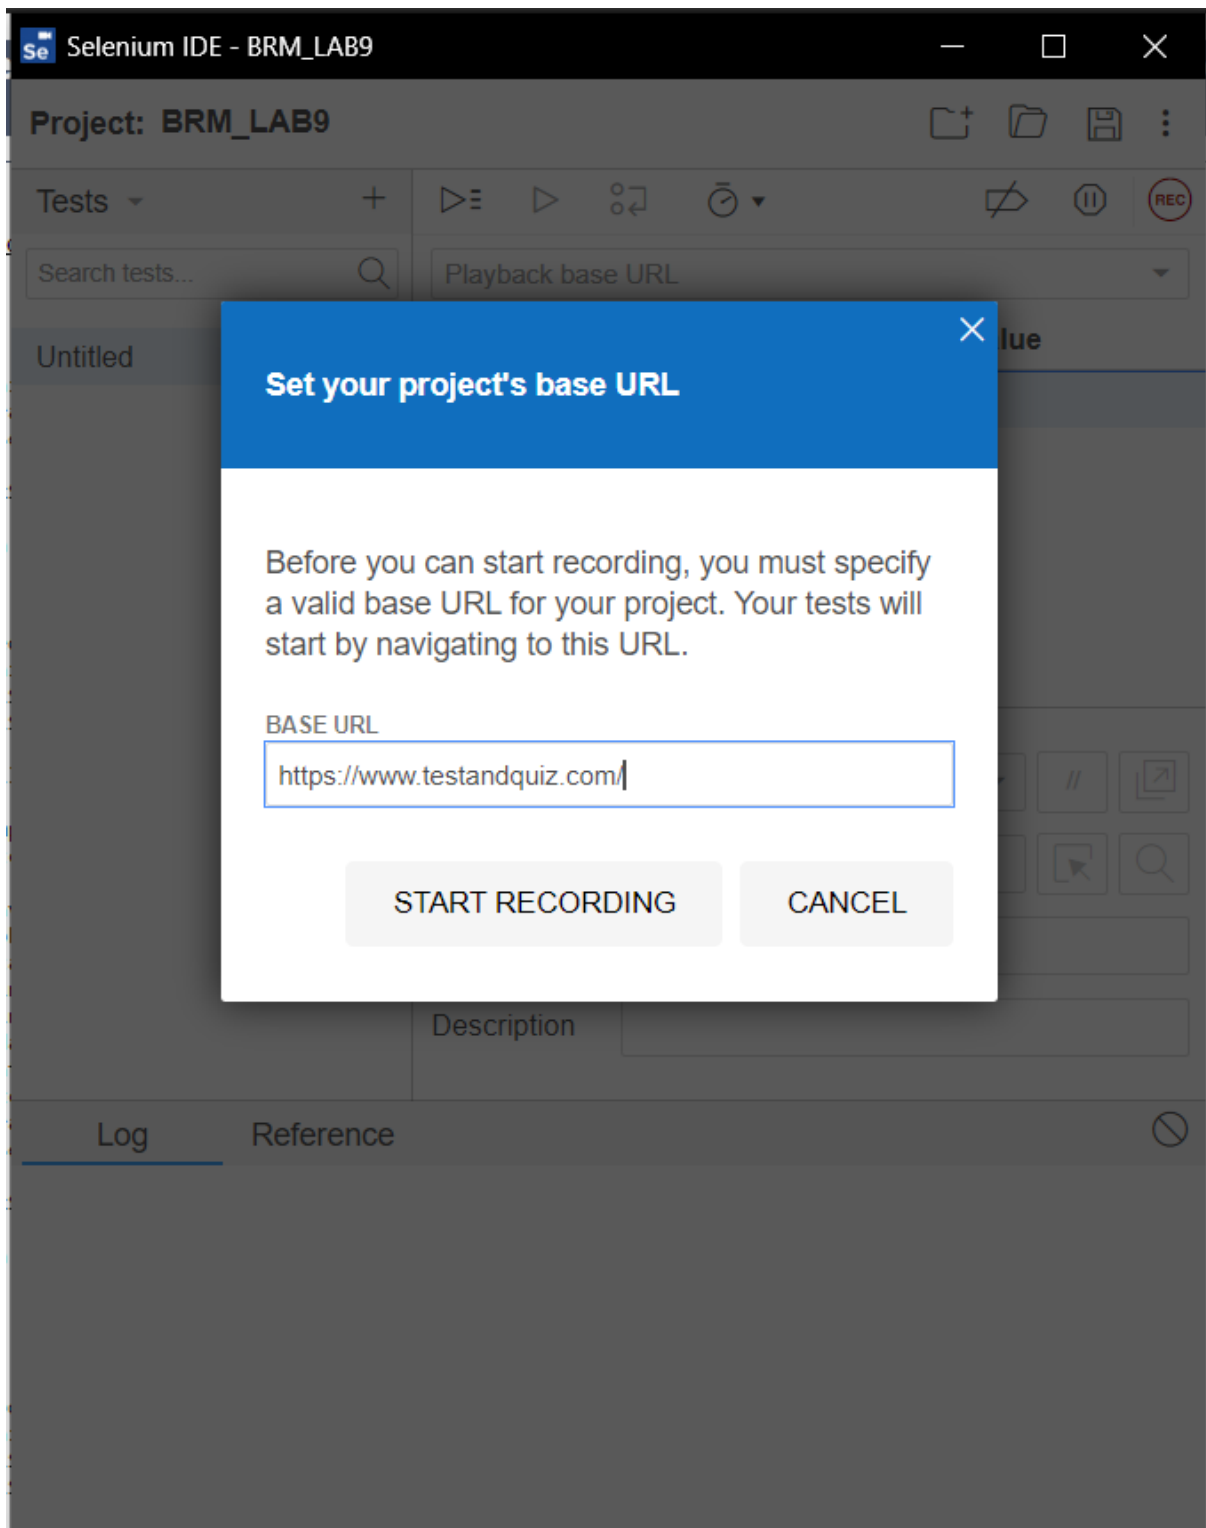 Se Selenium IDE - BRM_LAB9
Project: BRM_LAB9
Tests
REC
Search tests...
Playback base URL
Untitled
lue
Set your project's base URL
Before you can start recording, you must specify
a valid base URL for your project. Your tests will
start by navigating to this URL.
BASE URL
https://www.testandquiz.com/
//
START RECORDING CANCEL
Description
Log Reference